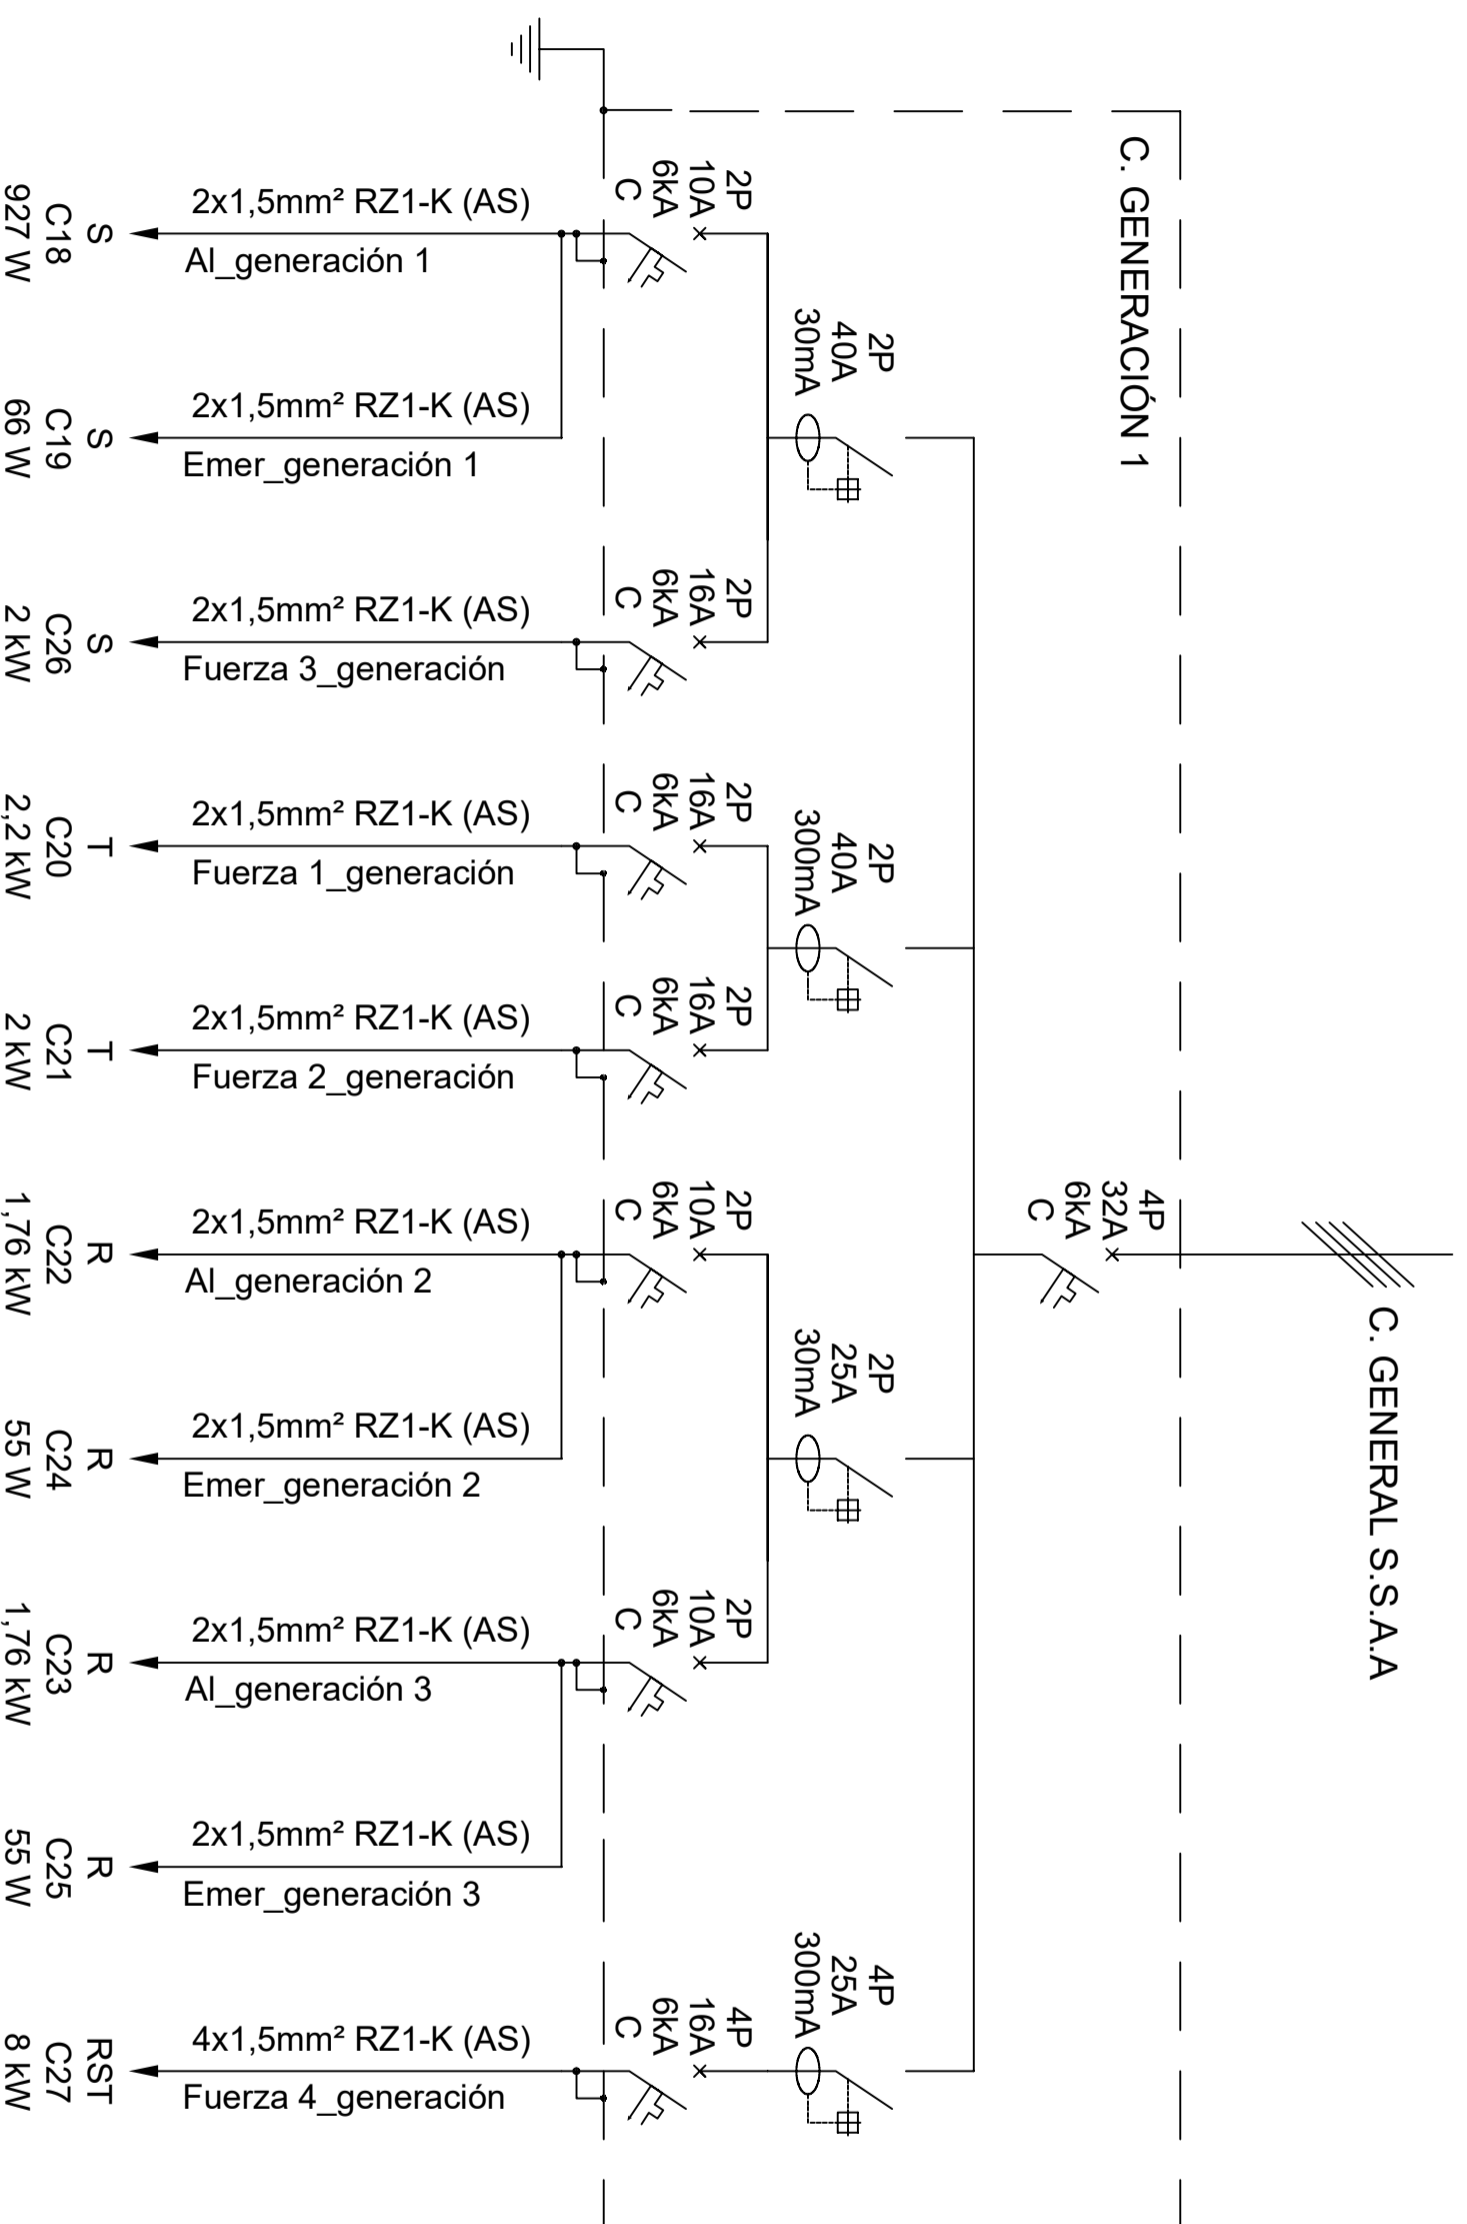 C. GENERAL S.S.A.A
C. GENERACIÓN 1
4P
32A
6kA
C
2P
40A
30mA
2P
40A
300mA
2P
25A
30mA
4P
25A
300mA
2P
10A
6kA
C
2P
16A
6kA
C
2P
16A
6kA
C
2P
16A
6kA
C
2P
10A
6kA
C
2P
10A
6kA
C
4P
16A
6kA
C
2x1,5mm² RZ1-K (AS)
Al_generación 1
S
C18
927 W
2x1,5mm² RZ1-K (AS)
Emer_generación 1
S
C19
66 W
2x1,5mm² RZ1-K (AS)
Fuerza 3_generación
S
C26
2 kW
2x1,5mm² RZ1-K (AS)
Fuerza 1_generación
T
C20
2,2 kW
2x1,5mm² RZ1-K (AS)
Fuerza 2_generación
T
C21
2 kW
2x1,5mm² RZ1-K (AS)
Al_generación 2
R
C22
1,76 kW
2x1,5mm² RZ1-K (AS)
Emer_generación 2
R
C24
55 W
2x1,5mm² RZ1-K (AS)
Al_generación 3
R
C23
1,76 kW
2x1,5mm² RZ1-K (AS)
Emer_generación 3
R
C25
55 W
4x1,5mm² RZ1-K (AS)
Fuerza 4_generación
RST
C27
8 kW